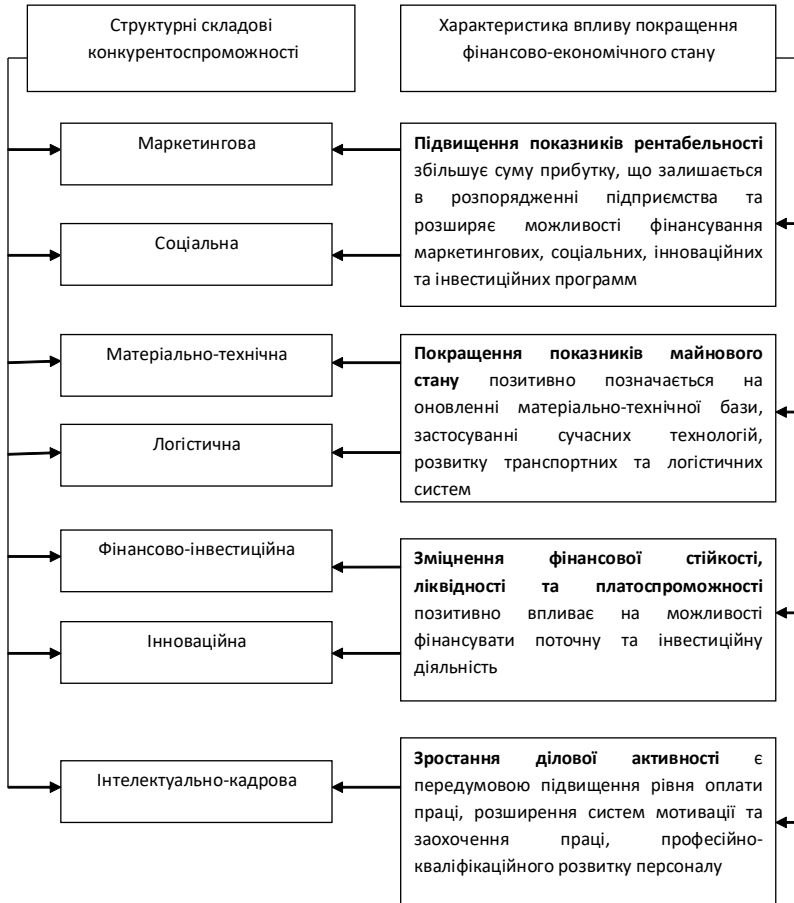 Структурні складові
конкурентоспроможності
Характеристика впливу покращення
фінансово-економічного стану
Маркетингова
Соціальна
Підвищення показників рентабельності
збільшує суму прибутку, що залишається
в розпорядженні підприємства та
розширяє можливості фінансування
маркетингових, соціальних, інноваційних
та інвестиційних программ
Матеріально-технічна
Логістична
Покращення показників майнового
стану позитивно позначається на
оновленні матеріально-технічної бази,
застосуванні сучасних технологій,
розвитку транспортних та логістичних
систем
Фінансово-інвестиційна
Інноваційна
Зміцнення фінансової стійкості,
ліквідності та платоспроможності
позитивно впливає на можливості
фінансувати поточну та інвестиційну
діяльність
Інтелектуально-кадрова
Зростання ділової активності є
передумовою підвищення рівня оплати
праці, розширення систем мотивації та
заохочення праці, професійно-
кваліфікаційного розвитку персоналу